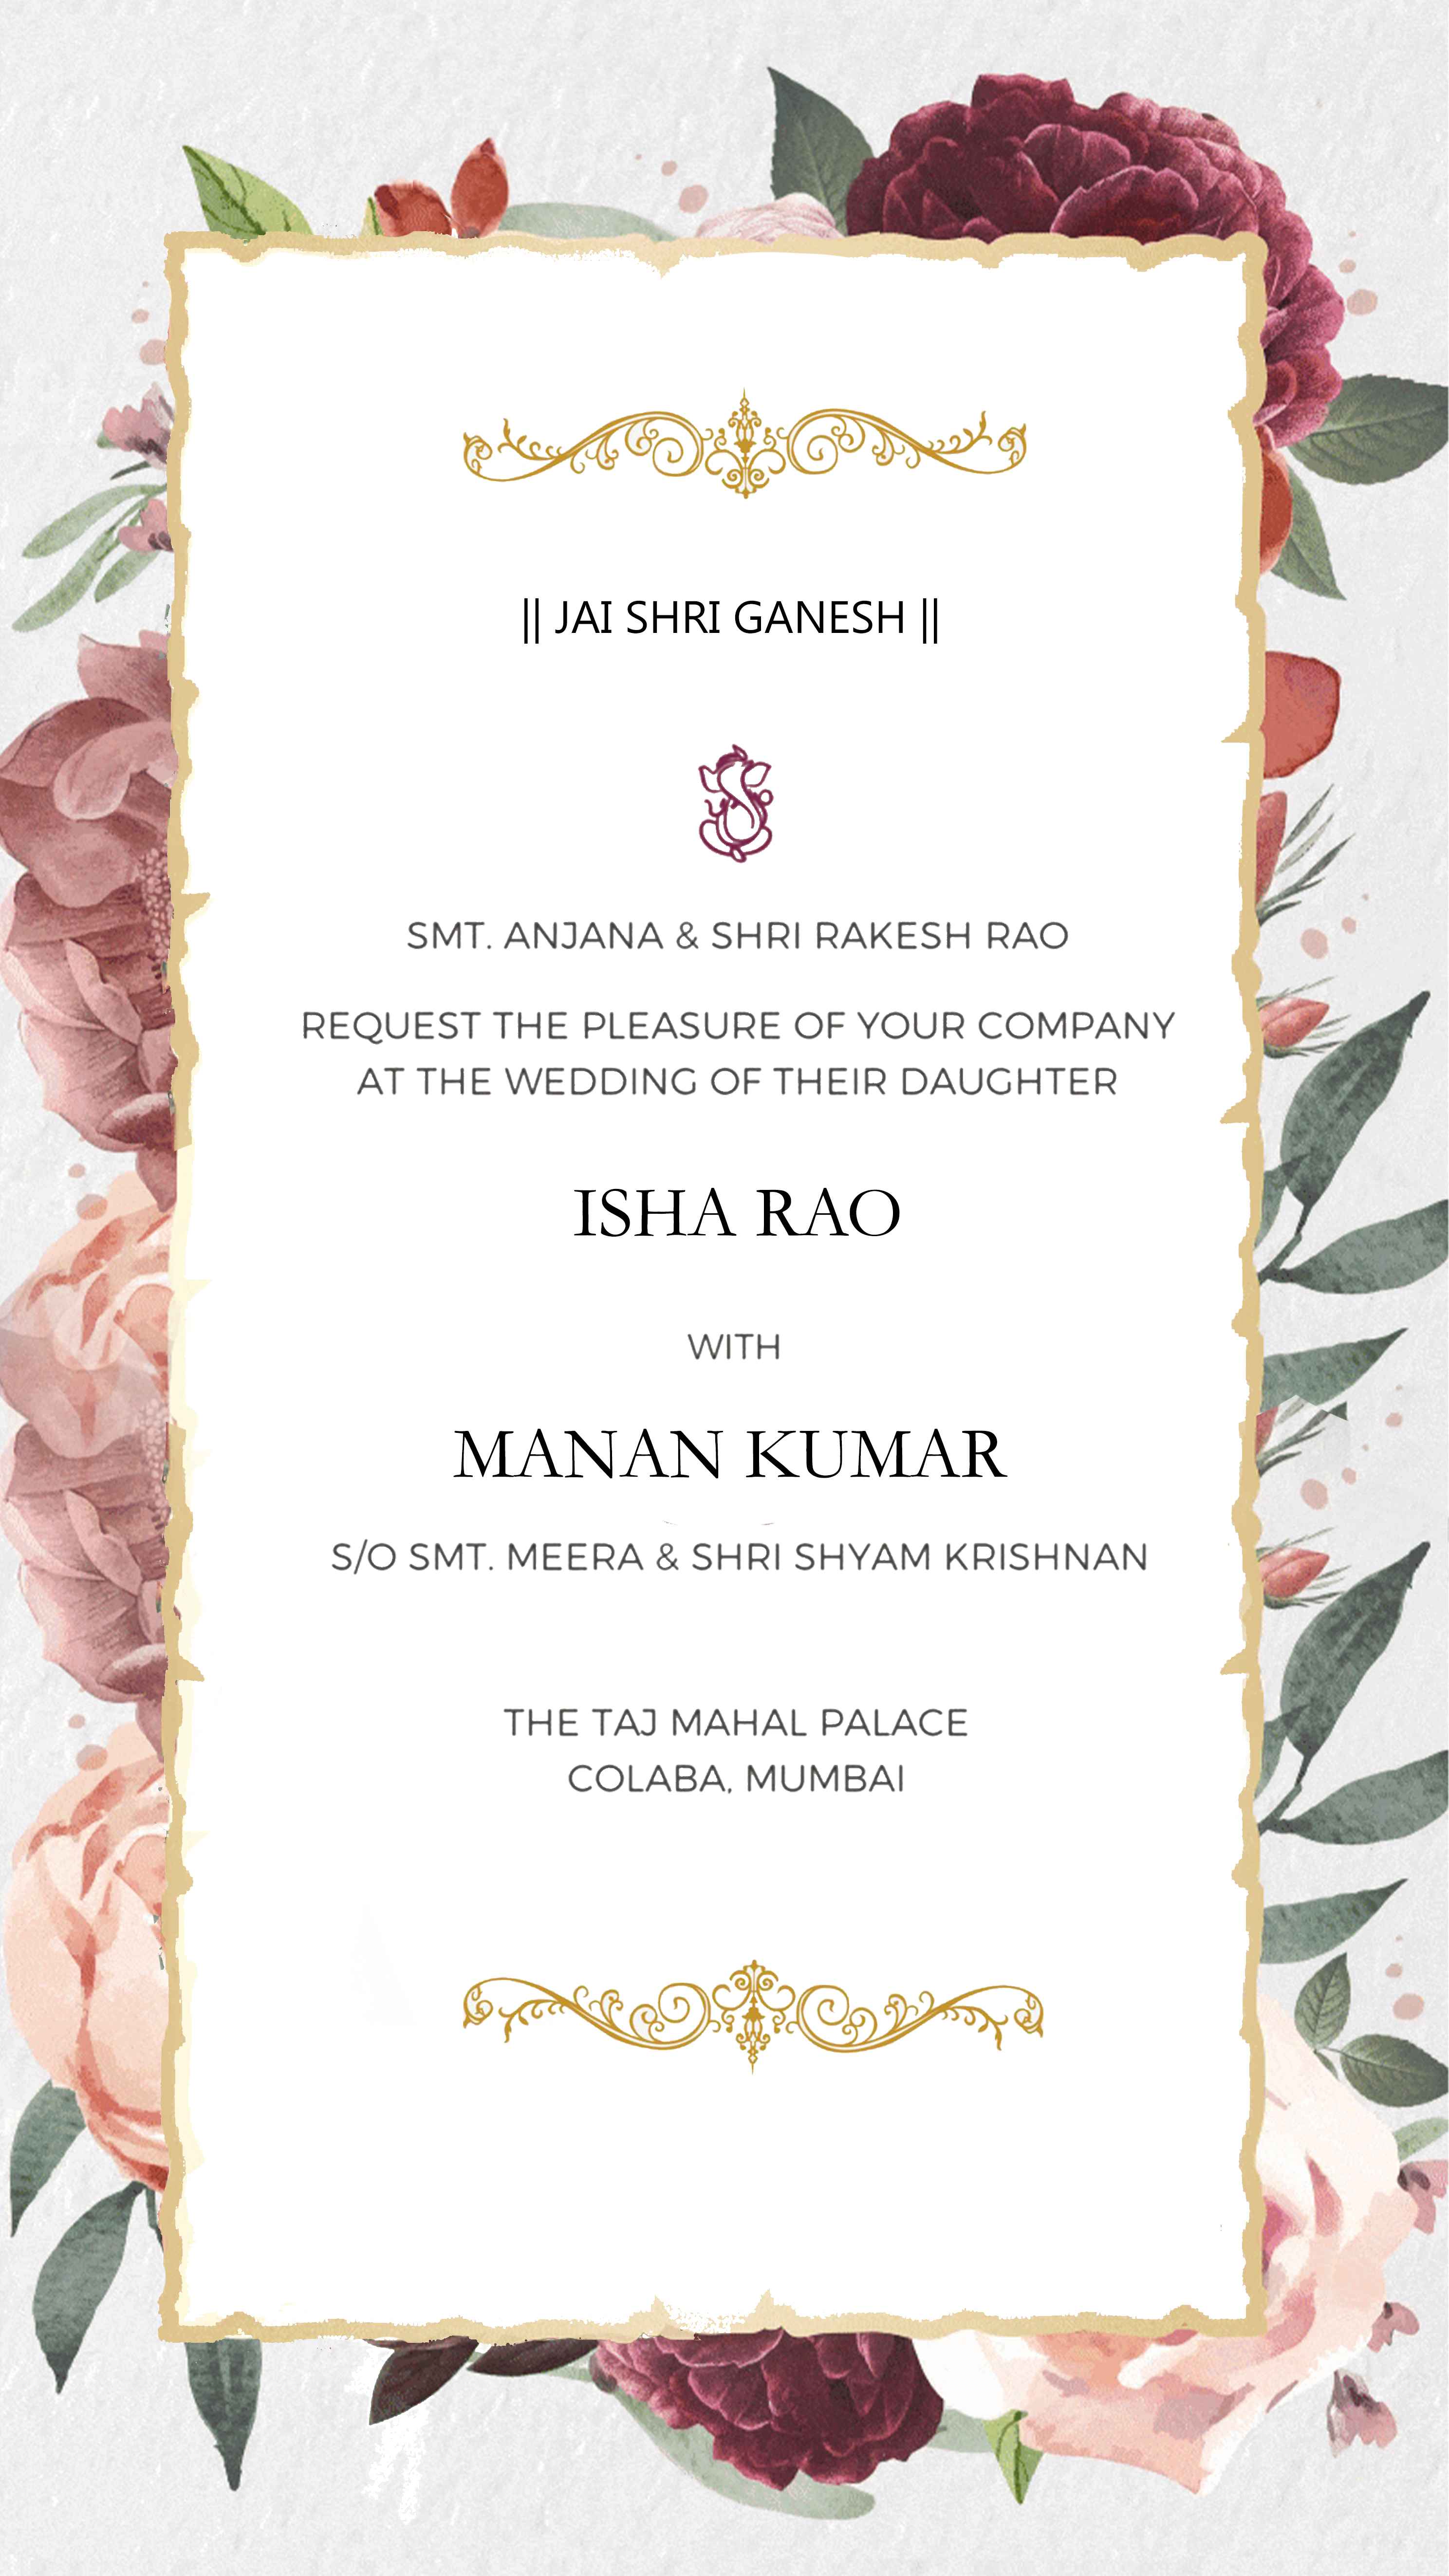 || JAI SHRI GANESH ||
SMT. ANJANA & SHRI RAKESH RAO
REQUEST THE PLEASURE OF YOUR COMPANY
AT THE WEDDING OF THEIR DAUGHTER
ISHA RAO
WITH
MANAN KUMAR
S/O SMT. MEERA & SHRI SHYAM KRISHNAN
THE TAJ MAHAL PALACE
COLABA, MUMBAI